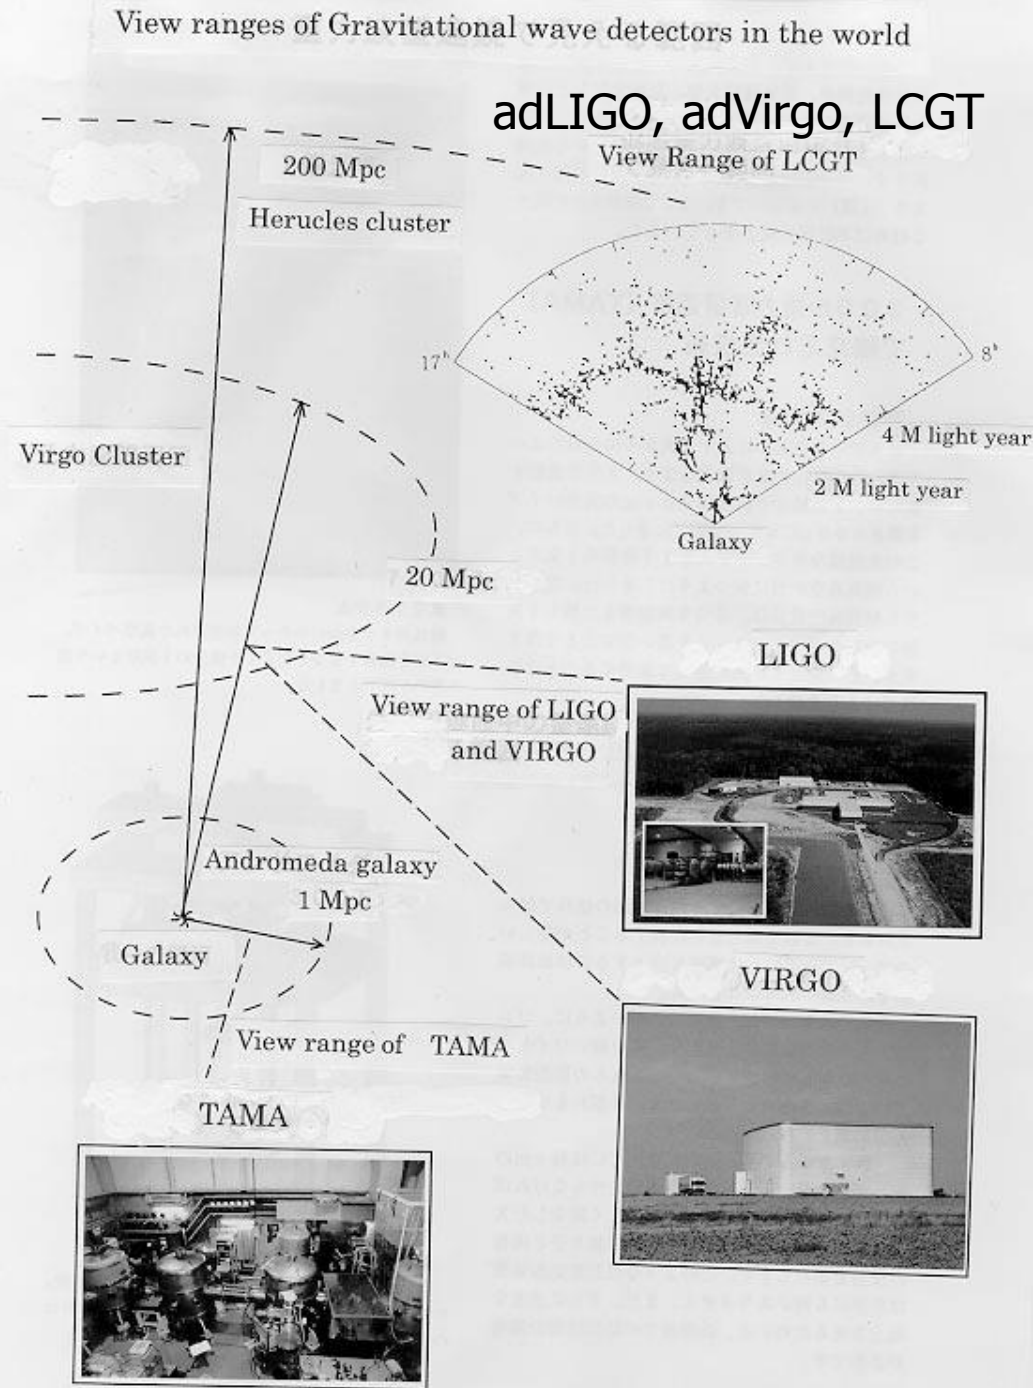 View ranges of Gravitational wave detectors in the world
adLIGO, adVirgo, LCGT
View Range of LCGT
200 Mpc
Herucles cluster
17ʰ
8ʰ
4 M light year
2 M light year
Galaxy
Virgo Cluster
20 Mpc
LIGO
View range of LIGO
and VIRGO
Andromeda galaxy
1 Mpc
Galaxy
VIRGO
View range of TAMA
TAMA